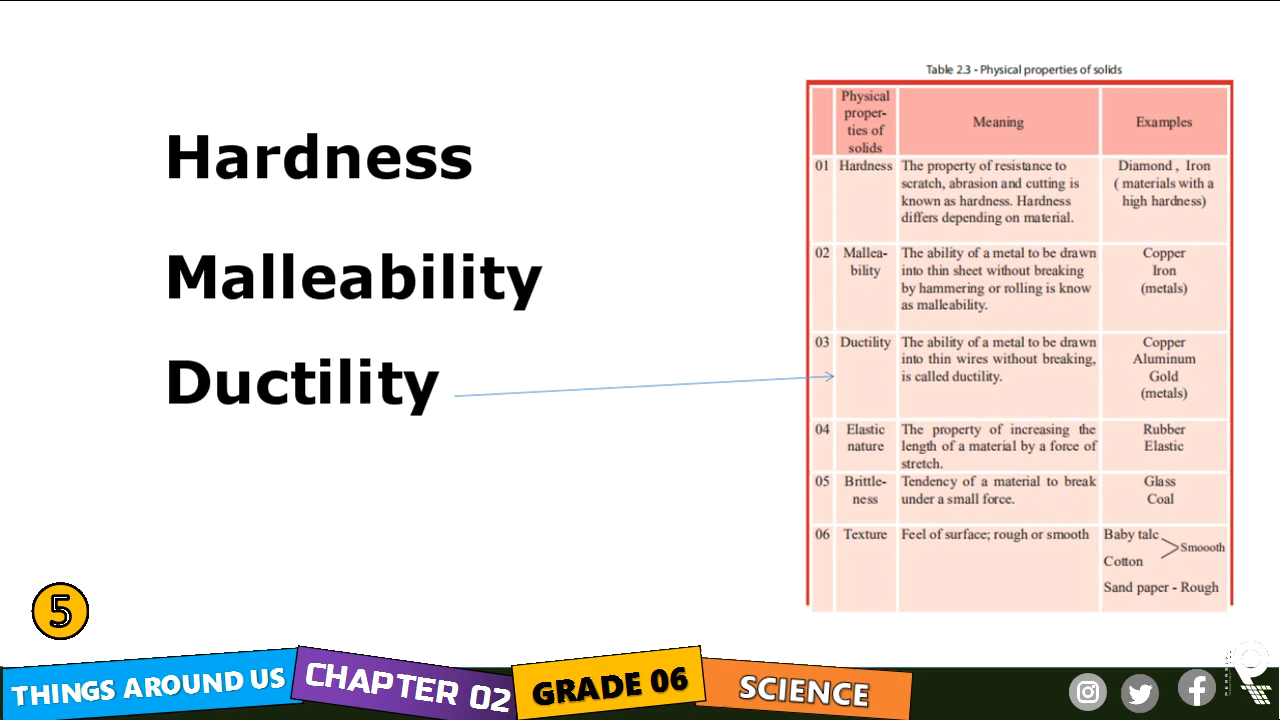 Hardness
Malleability
Ductility
Table 2.3 - Physical properties of solids
Physical
proper-
ties of
solids
Meaning
Examples
01 Hardness
The property of resistance to
scratch, abrasion and cutting is
known as hardness. Hardness
differs depending on material.
Diamond , Iron
( materials with a
high hardness)
02 Mallea-
bility
The ability of a metal to be drawn
into thin sheet without breaking
by hammering or rolling is know
as malleability.
Copper
Iron
(metals)
03 Ductility
The ability of a metal to be drawn
into thin wires without breaking,
is called ductility.
Copper
Aluminum
Gold
(metals)
04 Elastic
nature
The property of increasing the
length of a material by a force of
stretch.
Rubber
Elastic
05 Brittle-
ness
Tendency of a material to break
under a small force.
Glass
Coal
06 Texture
Feel of surface; rough or smooth
Baby talc
Cotton
Smoooth
Sand paper - Rough
5
THINGS AROUND US
CHAPTER 02
GRADE 06
SCIENCE